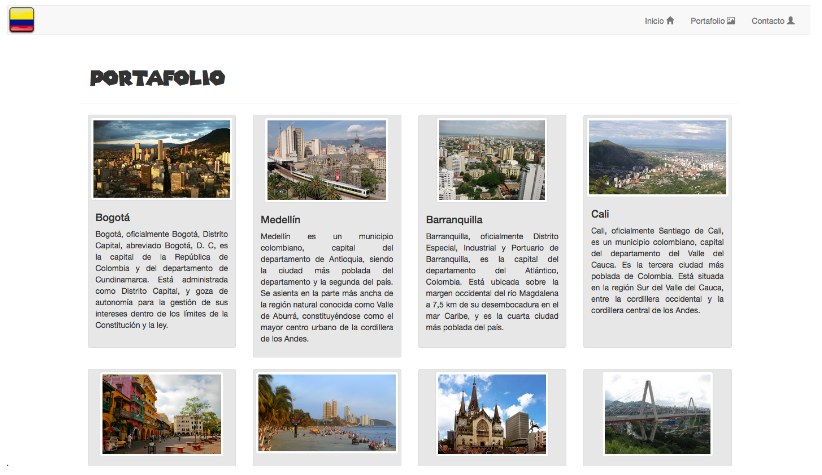 Inicio
Portafolio
Contacto
PORTAFOLIO
Bogotá
Bogotá, oficialmente Bogotá, Distrito
Capital, abreviado Bogotá, D. C, es
la capital de la República de
Colombia y del departamento de
Cundinamarca. Está administrada
como Distrito Capital, y goza de
autonomía para la gestión de sus
intereses dentro de los límites de la
Constitución y la ley.
Medellín
Medellín es un municipio
colombiano, capital del
departamento de Antioquia, siendo
la ciudad más poblada del
departamento y la segunda del país.
Se asienta en la parte más ancha de
la región natural conocida como Valle
de Aburrá, constituyéndose como el
mayor centro urbano de la cordillera
de los Andes.
Barranquilla
Barranquilla, oficialmente Distrito
Especial, Industrial y Portuario de
Barranquilla, es la capital del
departamento del Atlántico,
Colombia. Está ubicada sobre la
margen occidental del río Magdalena
a 7,5 km de su desembocadura en el
mar Caribe, y es la cuarta ciudad
más poblada del país.
Cali
Cali, oficialmente Santiago de Cali,
es un municipio colombiano, capital
del departamento del Valle del
Cauca. Es la tercera ciudad más
poblada de Colombia. Está situada
en la región Sur del Valle del Cauca,
entre la cordillera occidental y la
cordillera central de los Andes.